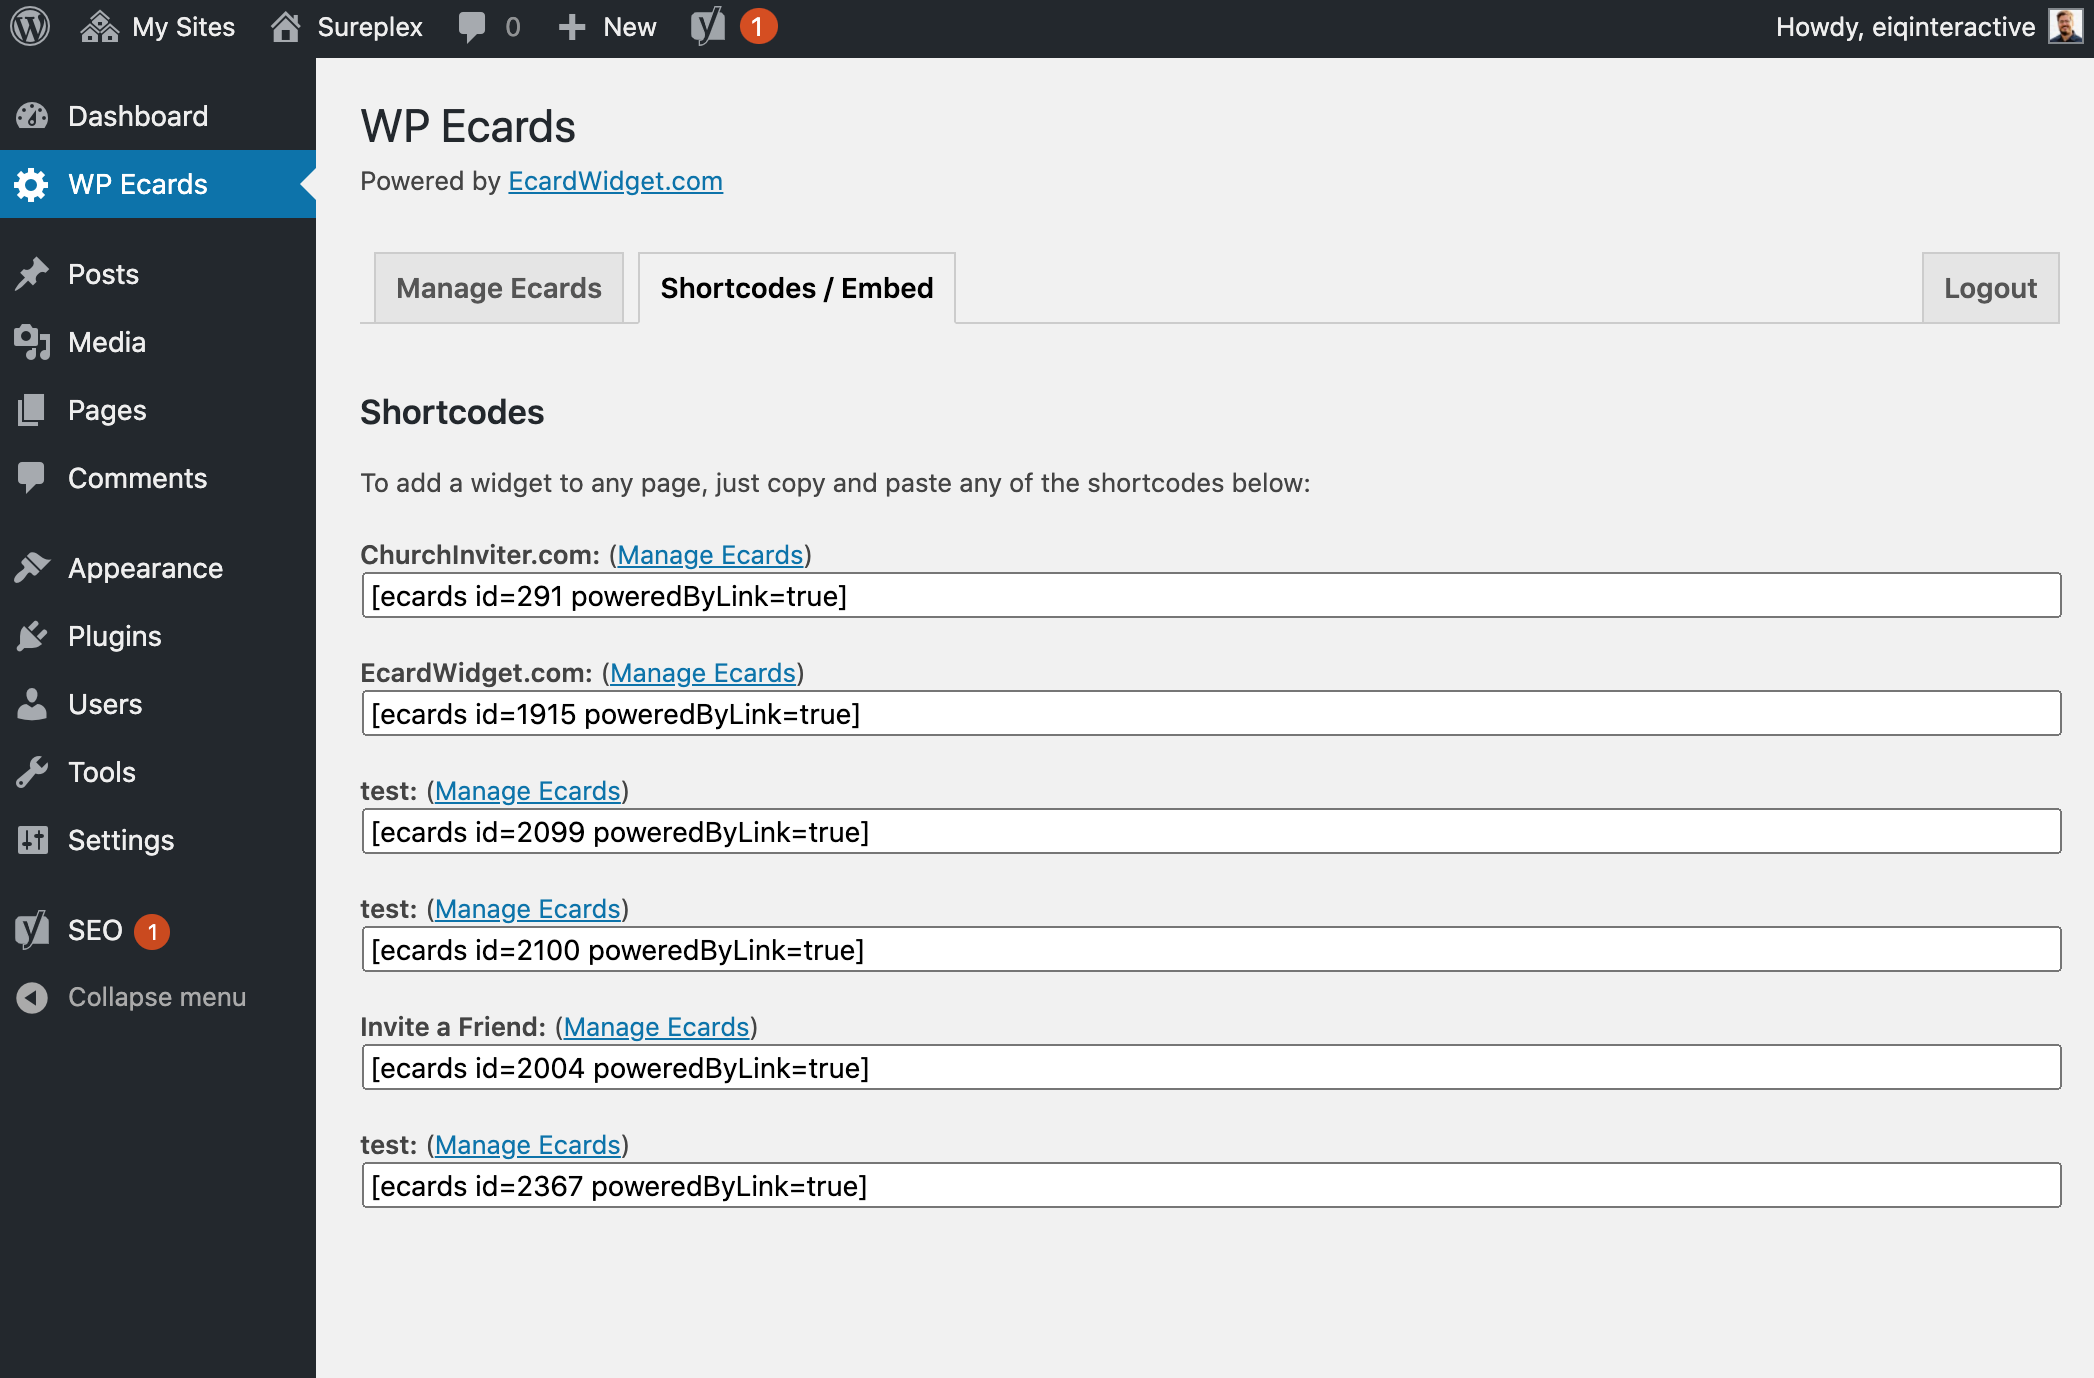 My Sites Sureplex 0 New 1 Howdy, eiqinteractive
Dashboard
WP Ecards
Posts
Media
Pages
Comments
Appearance
Plugins
Users
Tools
Settings
SEO 1
Collapse menu
WP Ecards
Powered by EcardWidget.com
Manage Ecards Shortcodes / Embed Logout
Shortcodes
To add a widget to any page, just copy and paste any of the shortcodes below:
ChurchInviter.com: (Manage Ecards)
[ecards id=291 poweredByLink=true]
EcardWidget.com: (Manage Ecards)
[ecards id=1915 poweredByLink=true]
test: (Manage Ecards)
[ecards id=2099 poweredByLink=true]
test: (Manage Ecards)
[ecards id=2100 poweredByLink=true]
Invite a Friend: (Manage Ecards)
[ecards id=2004 poweredByLink=true]
test: (Manage Ecards)
[ecards id=2367 poweredByLink=true]